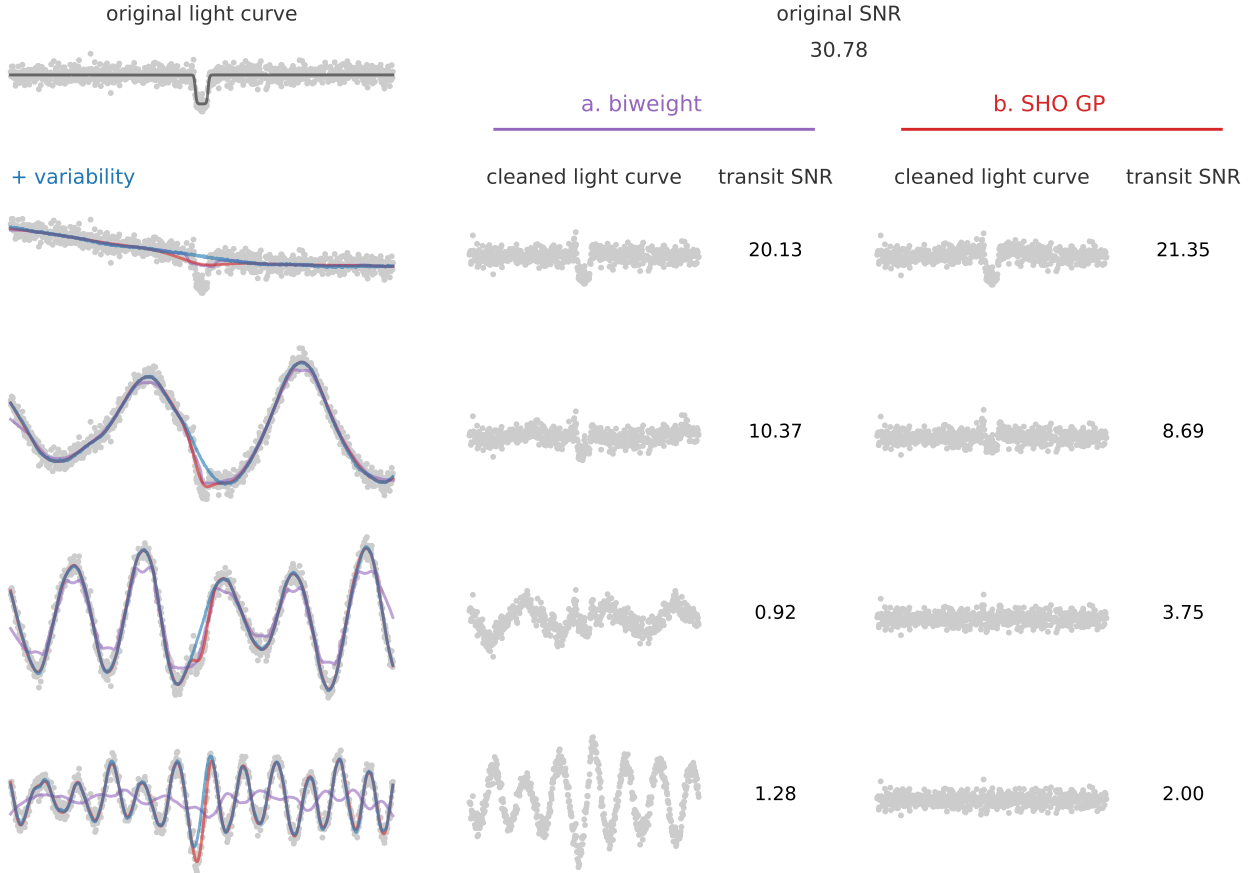 original light curve
original SNR
30.78
a. biweight
b. SHO GP
+ variability
cleaned light curve
transit SNR
cleaned light curve
transit SNR
20.13
21.35
10.37
8.69
0.92
3.75
1.28
2.00